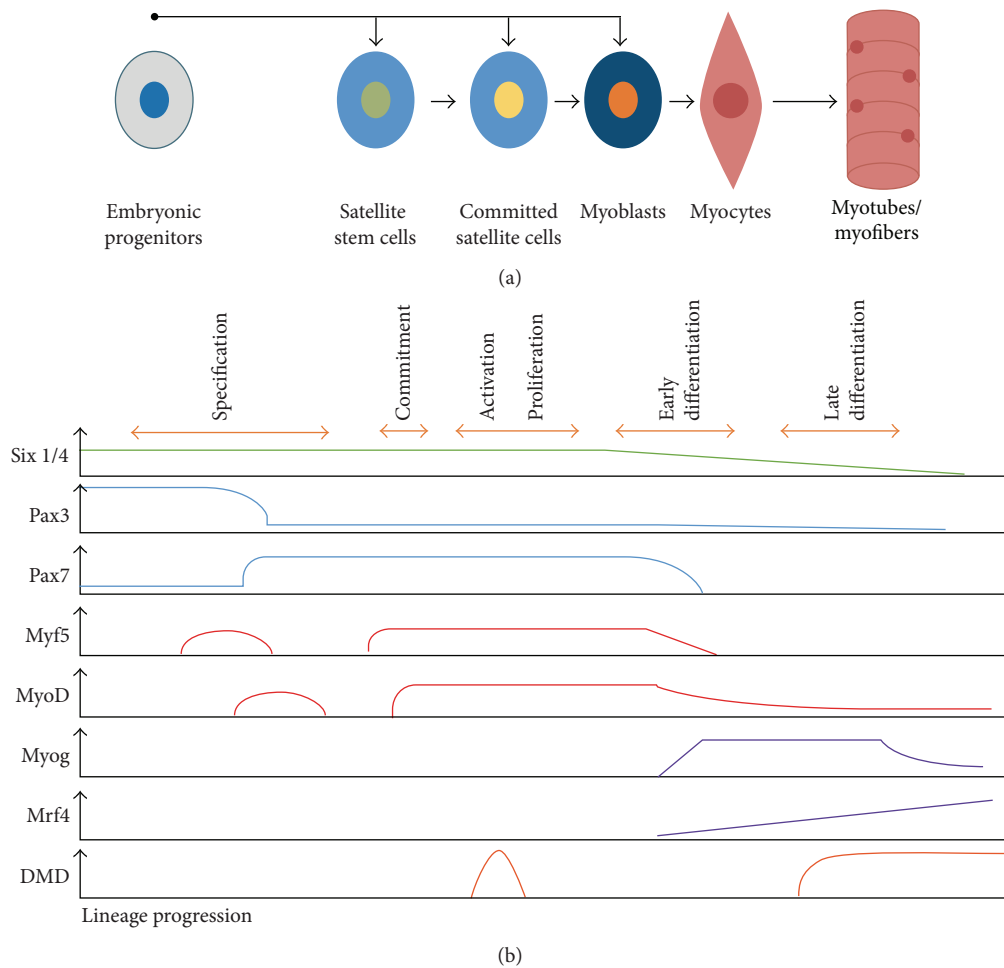 Embryonic
progenitors
Satellite
stem cells
Committed
satellite cells
Myoblasts
Myocytes
Myotubes/
myofibers
(a)
Specification
Commitment
Activation
Proliferation
Early
differentiation
Late
differentiation
Six 1/4
Pax3
Pax7
Myf5
MyoD
Myog
Mrf4
DMD
Lineage progression
(b)